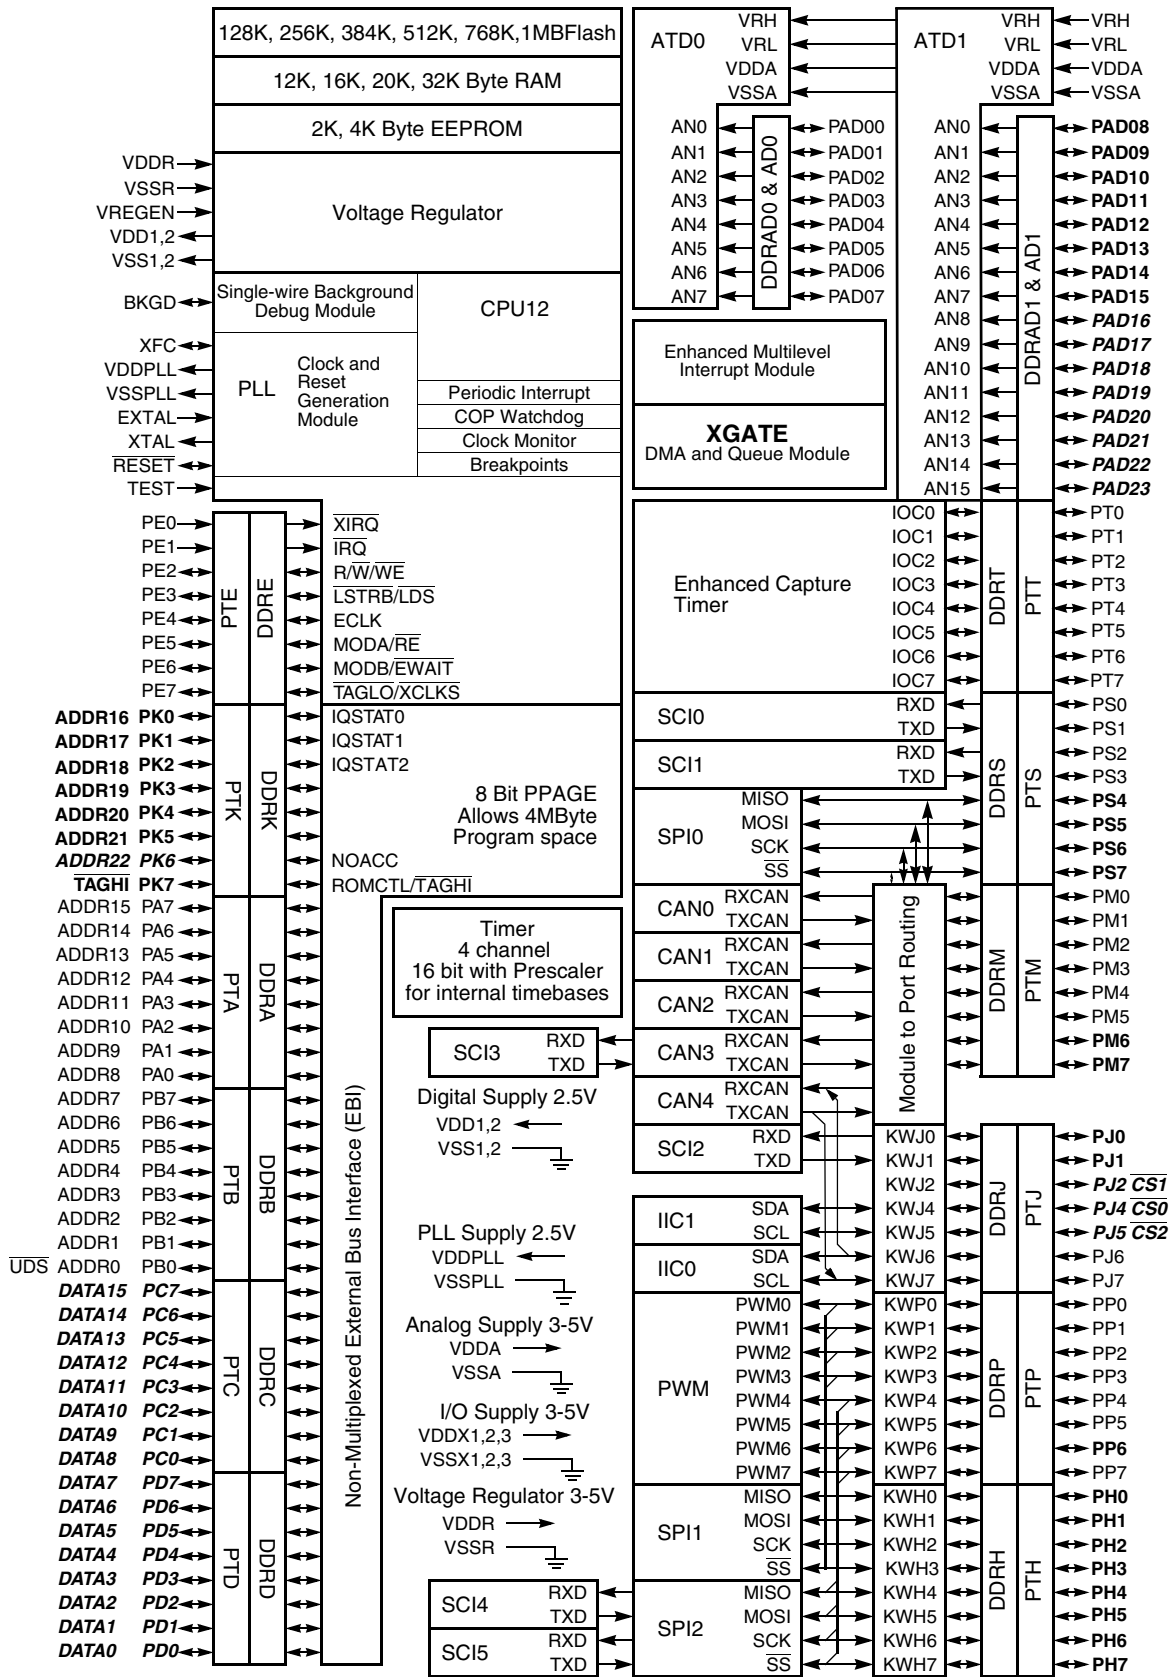 128K, 256K, 384K, 512K, 768K,1MBFlash
12K, 16K, 20K, 32K Byte RAM
2K, 4K Byte EEPROM
VDDR
VSSR
VREGEN
VDD1,2
VSS1,2
Voltage Regulator
BKGD
Single-wire Background
Debug Module
CPU12
XFC
VDDPLL
VSSPLL
EXTAL
XTAL
RESET
TEST
PLL
Clock and
Reset
Generation
Module
Periodic Interrupt
COP Watchdog
Clock Monitor
Breakpoints
PE0 XIRQ
PE1 IRQ
PE2 R/W/WE
PE3 LSTRB/LDS
PE4 ECLK
PE5 MODA/RE
PE6 MODB/EWAIT
PE7 TAGLO/XCLKS
PTE
DDRE
ADDR16 PK0 IQSTAT0
ADDR17 PK1 IQSTAT1
ADDR18 PK2 IQSTAT2
ADDR19 PK3
ADDR20 PK4
ADDR21 PK5
ADDR22 PK6 NOACC
TAGHI PK7 ROMCTL/TAGHI
PTK
DDRK
8 Bit PPAGE
Allows 4MByte
Program space
ADDR15 PA7
ADDR14 PA6
ADDR13 PA5
ADDR12 PA4
ADDR11 PA3
ADDR10 PA2
ADDR9 PA1
ADDR8 PA0
PTA
DDRA
ADDR7 PB7
ADDR6 PB6
ADDR5 PB5
ADDR4 PB4
ADDR3 PB3
ADDR2 PB2
ADDR1 PB1
UDS ADDR0 PB0
PTB
DDRB
DATA15 PC7
DATA14 PC6
DATA13 PC5
DATA12 PC4
DATA11 PC3
DATA10 PC2
DATA9 PC1
DATA8 PC0
PTC
DDRC
DATA7 PD7
DATA6 PD6
DATA5 PD5
DATA4 PD4
DATA3 PD3
DATA2 PD2
DATA1 PD1
DATA0 PD0
PTD
DDRD
Non-Multiplexed External Bus Interface (EBI)
Timer
4 channel
16 bit with Prescaler
for internal timebases
SCI3 RXD
TXD
Digital Supply 2.5V
VDD1,2
VSS1,2
PLL Supply 2.5V
VDDPLL
VSSPLL
Analog Supply 3-5V
VDDA
VSSA
I/O Supply 3-5V
VDDX1,2,3
VSSX1,2,3
Voltage Regulator 3-5V
VDDR
VSSR
SCI4 RXD
TXD
SCI5 RXD
TXD
ATD0
VRH
VRL
VDDA
VSSA
AN0 PAD00
AN1 PAD01
AN2 PAD02
AN3 PAD03
AN4 PAD04
AN5 PAD05
AN6 PAD06
AN7 PAD07
DDRAD0 & AD0
ATD1
VRH VRH
VRL VRL
VDDA VDDA
VSSA VSSA
AN0 PAD08
AN1 PAD09
AN2 PAD10
AN3 PAD11
AN4 PAD12
AN5 PAD13
AN6 PAD14
AN7 PAD15
AN8 PAD16
AN9 PAD17
AN10 PAD18
AN11 PAD19
AN12 PAD20
AN13 PAD21
AN14 PAD22
AN15 PAD23
DDRAD1 & AD1
Enhanced Multilevel
Interrupt Module
XGATE
DMA and Queue Module
Enhanced Capture
Timer
IOC0 PT0
IOC1 PT1
IOC2 PT2
IOC3 PT3
IOC4 PT4
IOC5 PT5
IOC6 PT6
IOC7 PT7
DDRT
PTT
SCI0
RXD PS0
TXD PS1
SCI1
RXD PS2
TXD PS3
SPI0
MISO PS4
MOSI PS5
SCK PS6
SS PS7
DDRS
PTS
CAN0
RXCAN PM0
TXCAN PM1
CAN1
RXCAN PM2
TXCAN PM3
CAN2
RXCAN PM4
TXCAN PM5
CAN3
RXCAN PM6
TXCAN PM7
CAN4
RXCAN
TXCAN
Module to Port Routing
DDRM
PTM
SCI2
RXD KWJ0 PJ0
TXD KWJ1 PJ1
KWJ2 PJ2 CS1
IIC1
SDA KWJ4 PJ4 CS0
SCL KWJ5 PJ5 CS2
IIC0
SDA KWJ6 PJ6
SCL KWJ7 PJ7
DDRJ
PTJ
PWM
PWM0 KWP0 PP0
PWM1 KWP1 PP1
PWM2 KWP2 PP2
PWM3 KWP3 PP3
PWM4 KWP4 PP4
PWM5 KWP5 PP5
PWM6 KWP6 PP6
PWM7 KWP7 PP7
DDRP
PTP
SPI1
MISO KWH0 PH0
MOSI KWH1 PH1
SCK KWH2 PH2
SS KWH3 PH3
SPI2
MISO KWH4 PH4
MOSI KWH5 PH5
SCK KWH6 PH6
SS KWH7 PH7
DDRH
PTH